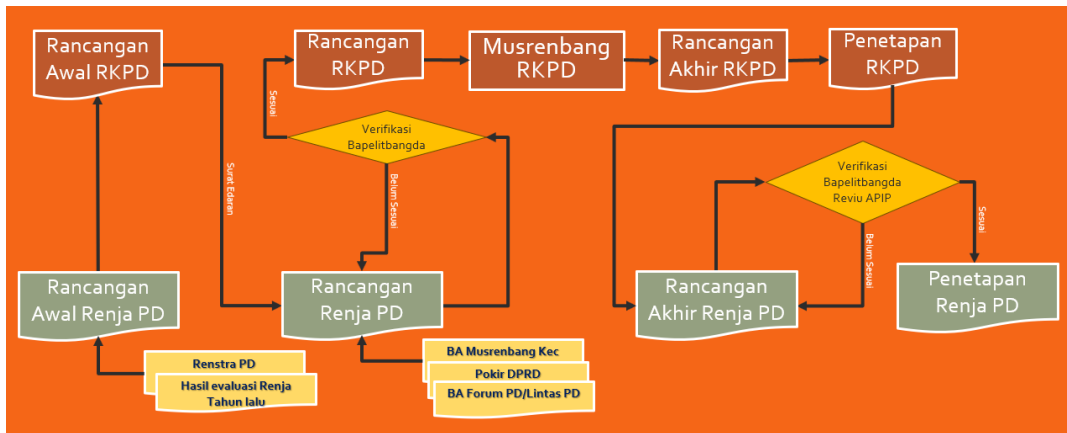 Rancangan
Awal RKPD
Rancangan
RKPD
Musrenbang
RKPD
Rancangan
Akhir RKPD
Penetapan
RKPD
Sesuai
Verifikasi
Bapelitbangda
Belum Sesuai
Surat Edaran
Verifikasi
Bapelitbangda
Reviu APIP
Sesuai
Belum Sesuai
Rancangan
Awal Renja PD
Rancangan
Renja PD
Rancangan
Akhir Renja PD
Penetapan
Renja PD
Renstra PD
Hasil evaluasi Renja
Tahun lalu
BA Musrenbang Kec
Pokir DPRD
BA Forum PD/Lintas PD